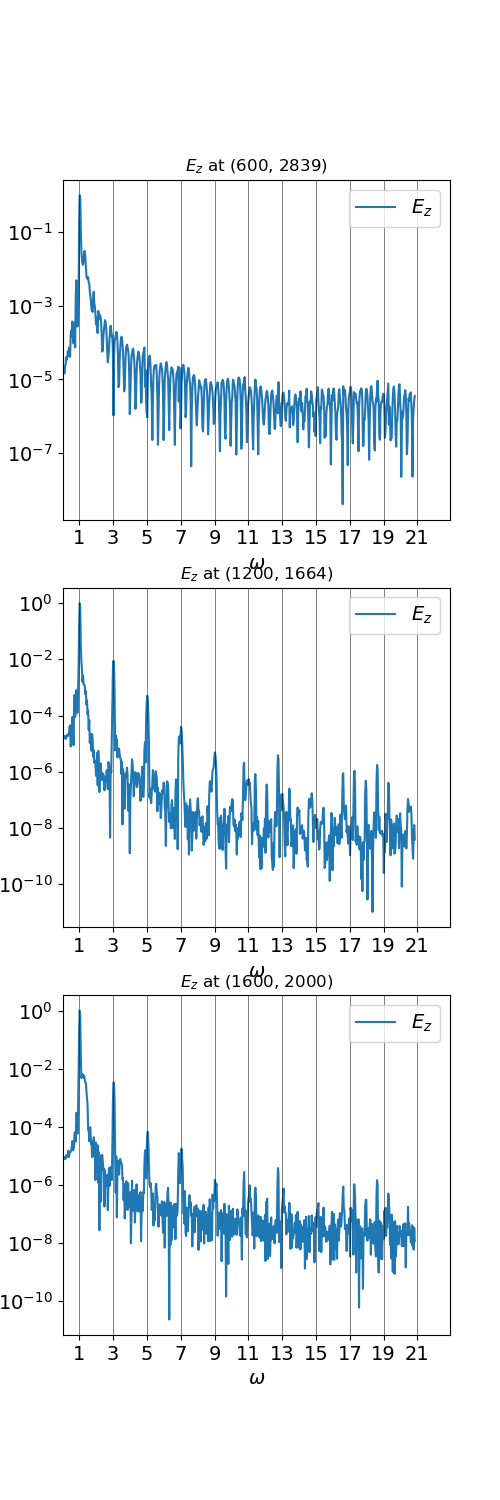 E_z at (600, 2839)
E_z
10^{-1}
10^{-3}
10^{-5}
10^{-7}
1 3 5 7 9 11 13 15 17 19 21
ω
E_z at (1200, 1664)
E_z
10^0
10^{-2}
10^{-4}
10^{-6}
10^{-8}
10^{-10}
1 3 5 7 9 11 13 15 17 19 21
ω
E_z at (1600, 2000)
E_z
10^0
10^{-2}
10^{-4}
10^{-6}
10^{-8}
10^{-10}
1 3 5 7 9 11 13 15 17 19 21
ω